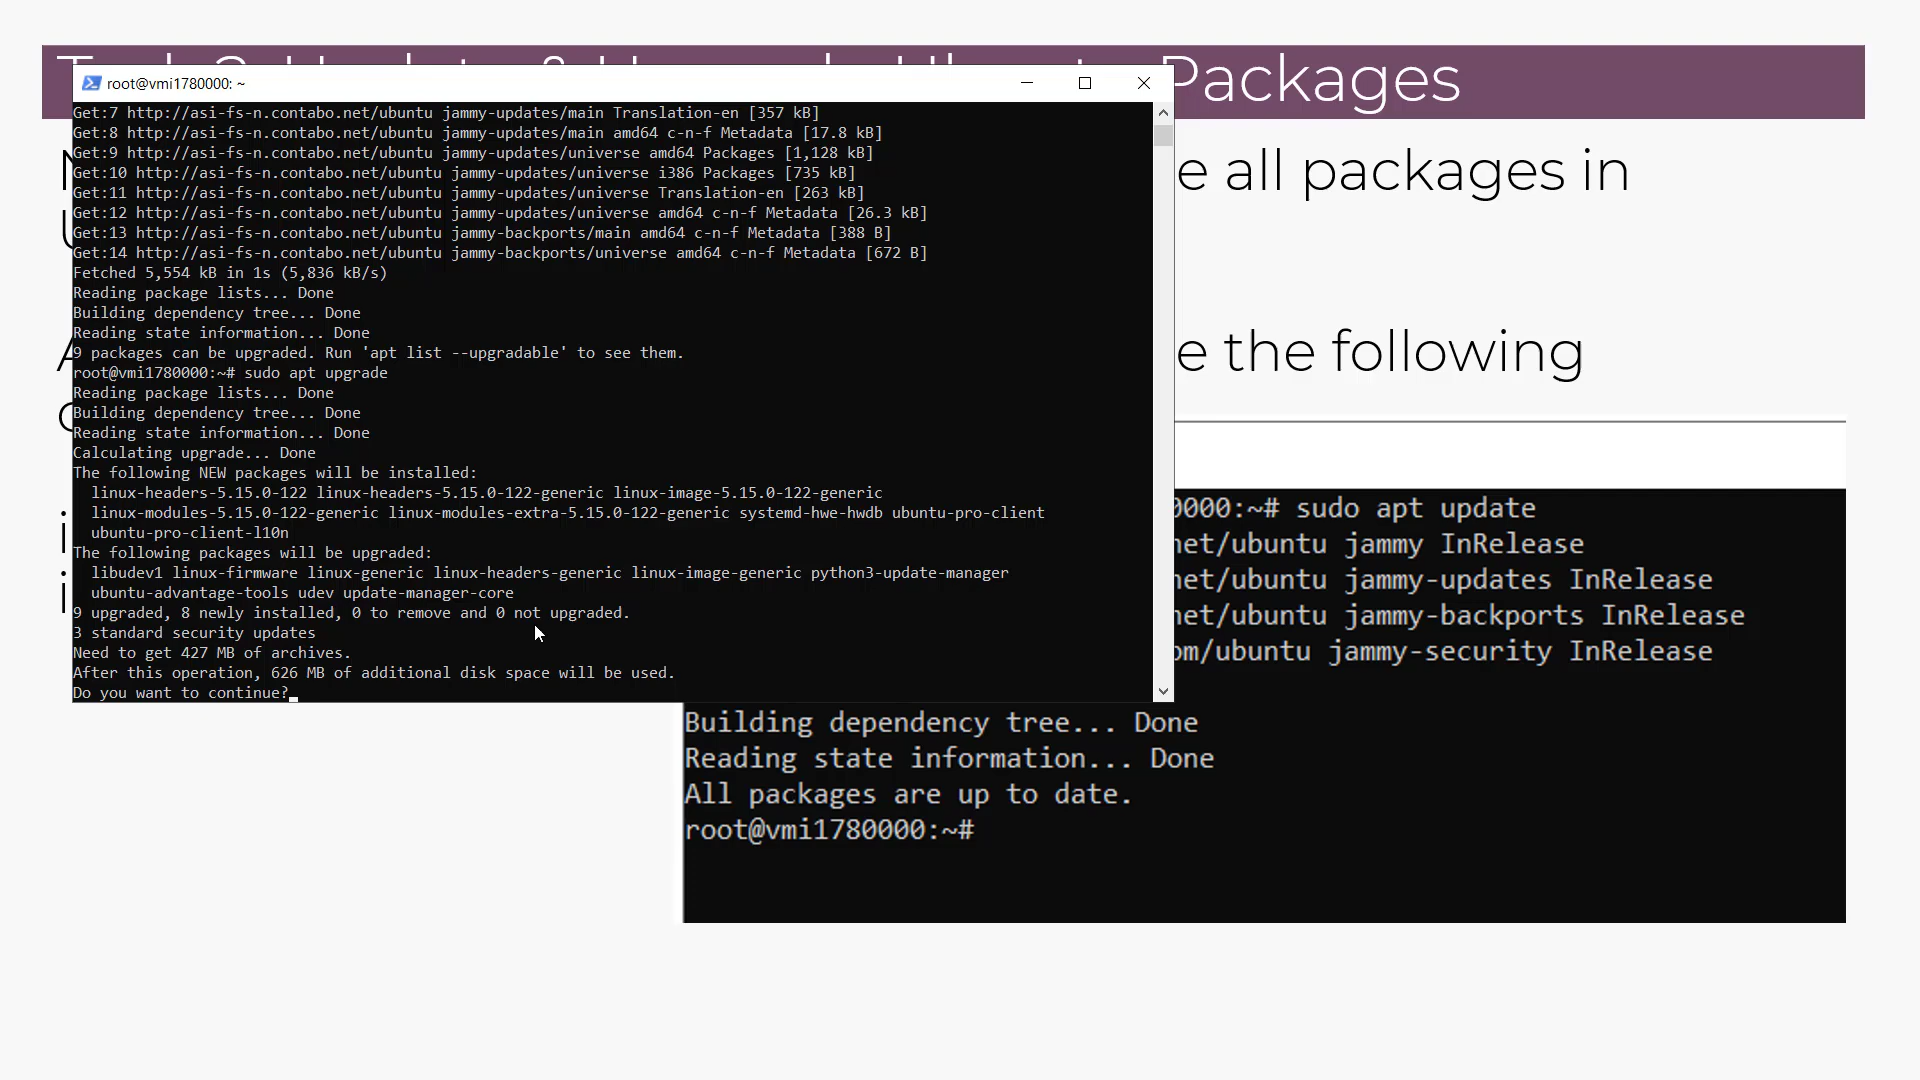 Packages
root@vmi1780000: ~
Get:7 http://asi-fs-n.contabo.net/ubuntu jammy-updates/main Translation-en [357 kB]
Get:8 http://asi-fs-n.contabo.net/ubuntu jammy-updates/main amd64 c-n-f Metadata [17.8 kB]
Get:9 http://asi-fs-n.contabo.net/ubuntu jammy-updates/universe amd64 Packages [1,128 kB]
Get:10 http://asi-fs-n.contabo.net/ubuntu jammy-updates/universe i386 Packages [735 kB]
Get:11 http://asi-fs-n.contabo.net/ubuntu jammy-updates/universe Translation-en [263 kB]
Get:12 http://asi-fs-n.contabo.net/ubuntu jammy-updates/universe amd64 c-n-f Metadata [26.3 kB]
Get:13 http://asi-fs-n.contabo.net/ubuntu jammy-backports/main amd64 c-n-f Metadata [388 B]
Get:14 http://asi-fs-n.contabo.net/ubuntu jammy-backports/universe amd64 c-n-f Metadata [672 B]
Fetched 5,554 kB in 1s (5,836 kB/s)
Reading package lists... Done
Building dependency tree... Done
Reading state information... Done
9 packages can be upgraded. Run 'apt list --upgradable' to see them.
root@vmi1780000:~# sudo apt upgrade
Reading package lists... Done
Building dependency tree... Done
Reading state information... Done
Calculating upgrade... Done
The following NEW packages will be installed:
linux-headers-5.15.0-122 linux-headers-5.15.0-122-generic linux-image-5.15.0-122-generic
linux-modules-5.15.0-122-generic linux-modules-extra-5.15.0-122-generic systemd-hwe-hwdb ubuntu-pro-client
ubuntu-pro-client-l10n
The following packages will be upgraded:
libudev1 linux-firmware linux-generic linux-headers-generic linux-image-generic python3-update-manager
ubuntu-advantage-tools udev update-manager-core
9 upgraded, 8 newly installed, 0 to remove and 0 not upgraded.
3 standard security updates
Need to get 427 MB of archives.
After this operation, 626 MB of additional disk space will be used.
Do you want to continue?
e all packages in
e the following
0000:~# sudo apt update
net/ubuntu jammy InRelease
net/ubuntu jammy-updates InRelease
net/ubuntu jammy-backports InRelease
om/ubuntu jammy-security InRelease
Building dependency tree... Done
Reading state information... Done
All packages are up to date.
root@vmi1780000:~#